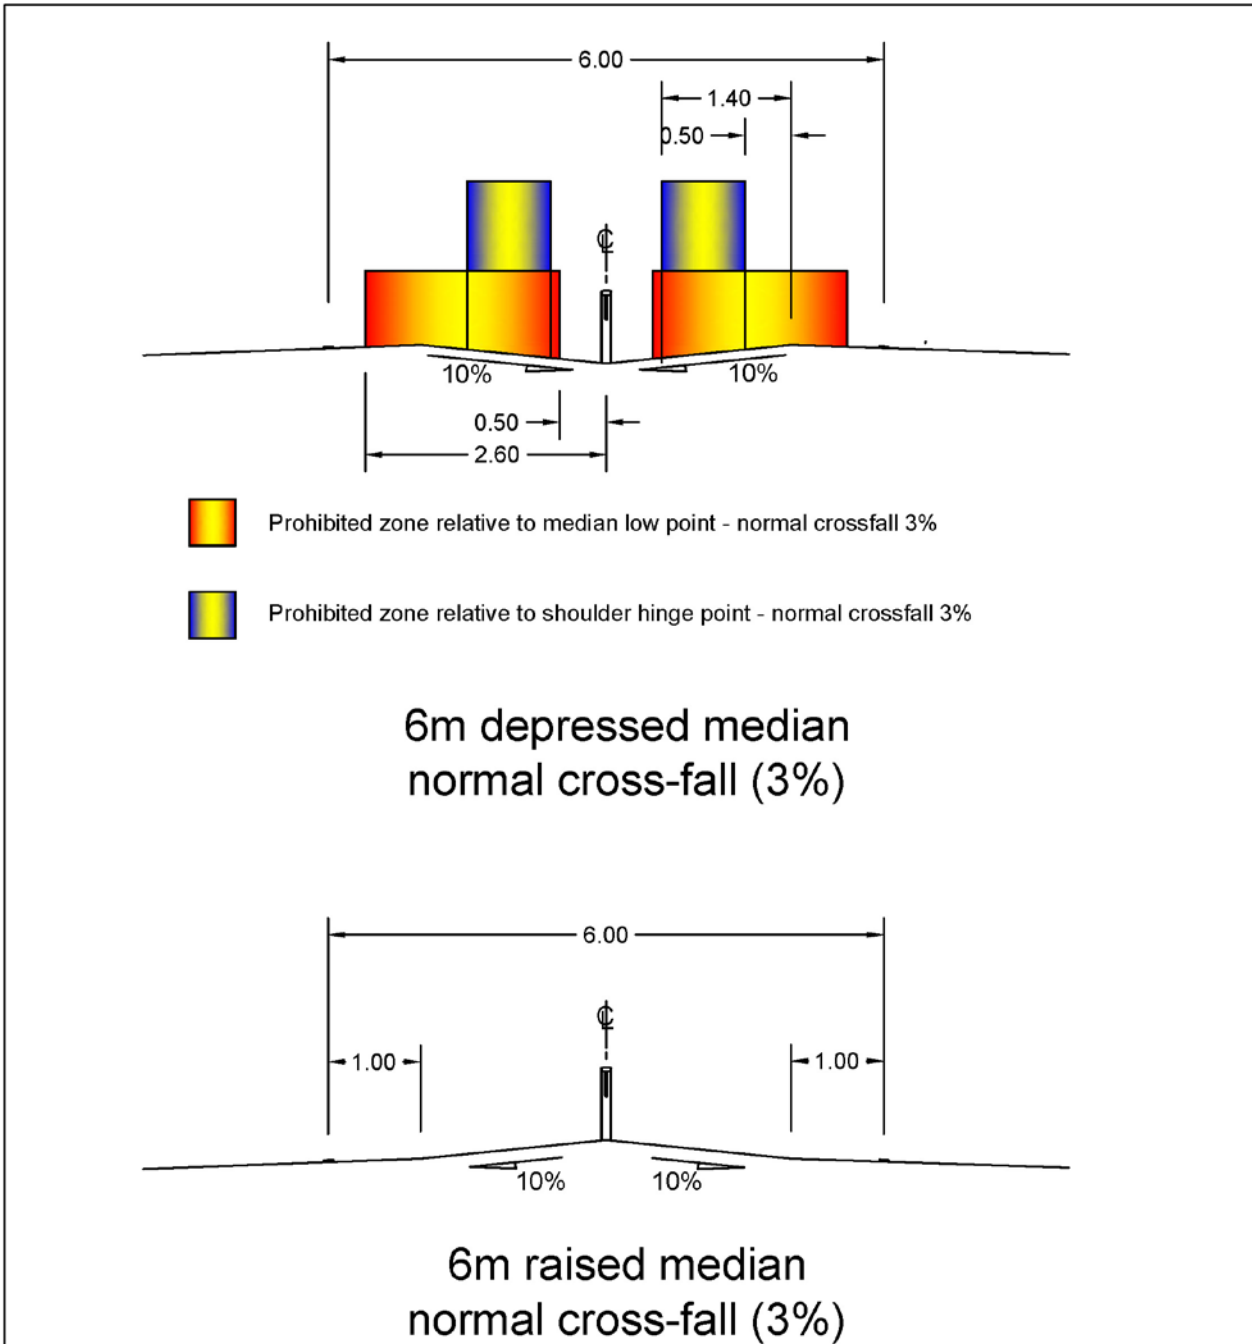 6.00
1.40
0.50
℄
10%
10%
0.50
2.60
Prohibited zone relative to median low point - normal crossfall 3%
Prohibited zone relative to shoulder hinge point - normal crossfall 3%
6m depressed median
normal cross-fall (3%)
6.00
℄
1.00
1.00
10%
10%
6m raised median
normal cross-fall (3%)